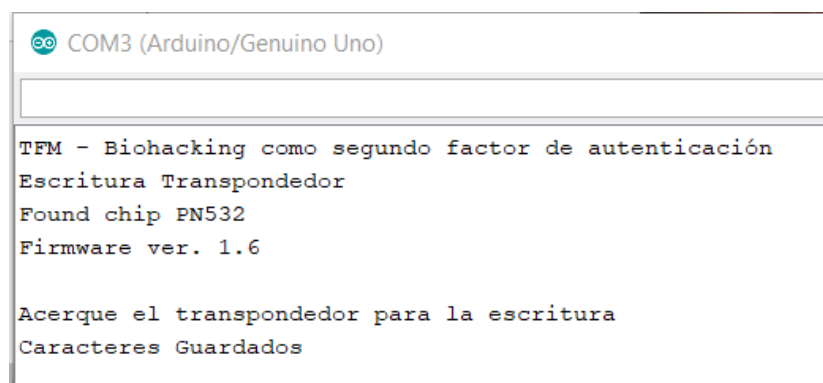 COM3 (Arduino/Genuino Uno)
TFM - Biohacking como segundo factor de autenticación
Escritura Transpondedor
Found chip PN532
Firmware ver. 1.6
Acerque el transpondedor para la escritura
Caracteres Guardados